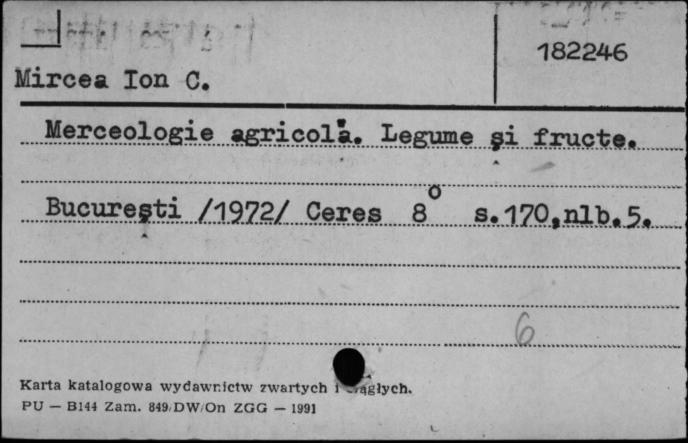 182246
Mircea Ion C.
Merceologie agricolă. Legume și fructe.
București /1972/ Ceres 8° s.170,nlb.5.
6
Karta katalogowa wydawnictw zwartych i ciągłych.
PU — B144 Zam. 849/DW/On ZGG — 1991